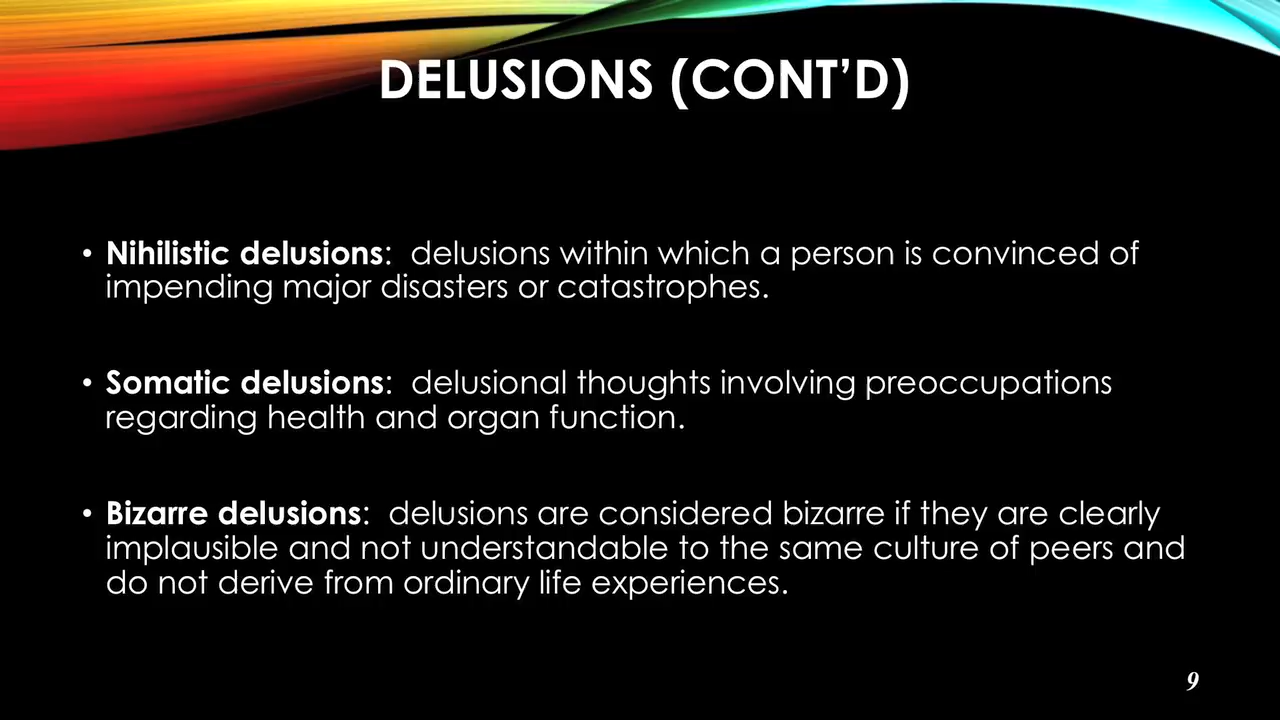 DELUSIONS (CONT’D)
• Nihilistic delusions:  delusions within which a person is convinced of
impending major disasters or catastrophes.
• Somatic delusions:  delusional thoughts involving preoccupations
regarding health and organ function.
• Bizarre delusions:  delusions are considered bizarre if they are clearly
implausible and not understandable to the same culture of peers and
do not derive from ordinary life experiences.
9